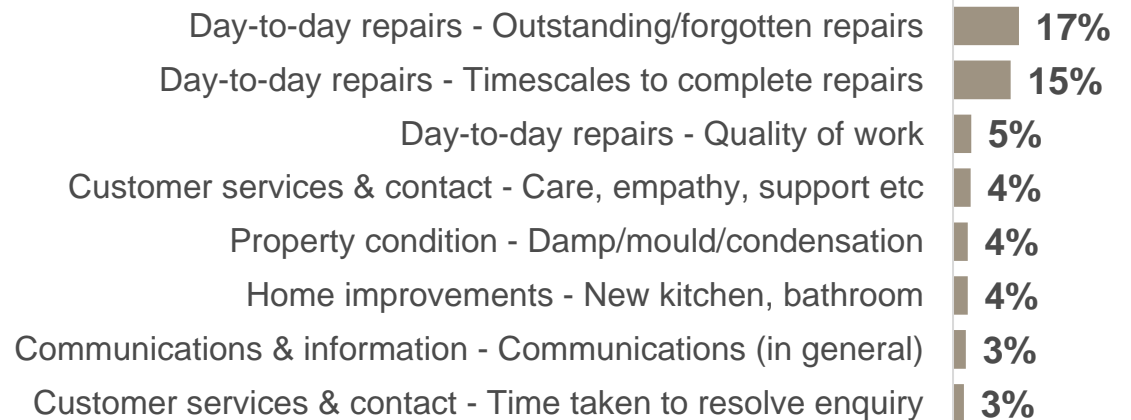 Day-to-day repairs - Outstanding/forgotten repairs 17%
Day-to-day repairs - Timescales to complete repairs 15%
Day-to-day repairs - Quality of work 5%
Customer services & contact - Care, empathy, support etc 4%
Property condition - Damp/mould/condensation 4%
Home improvements - New kitchen, bathroom 4%
Communications & information - Communications (in general) 3%
Customer services & contact - Time taken to resolve enquiry 3%